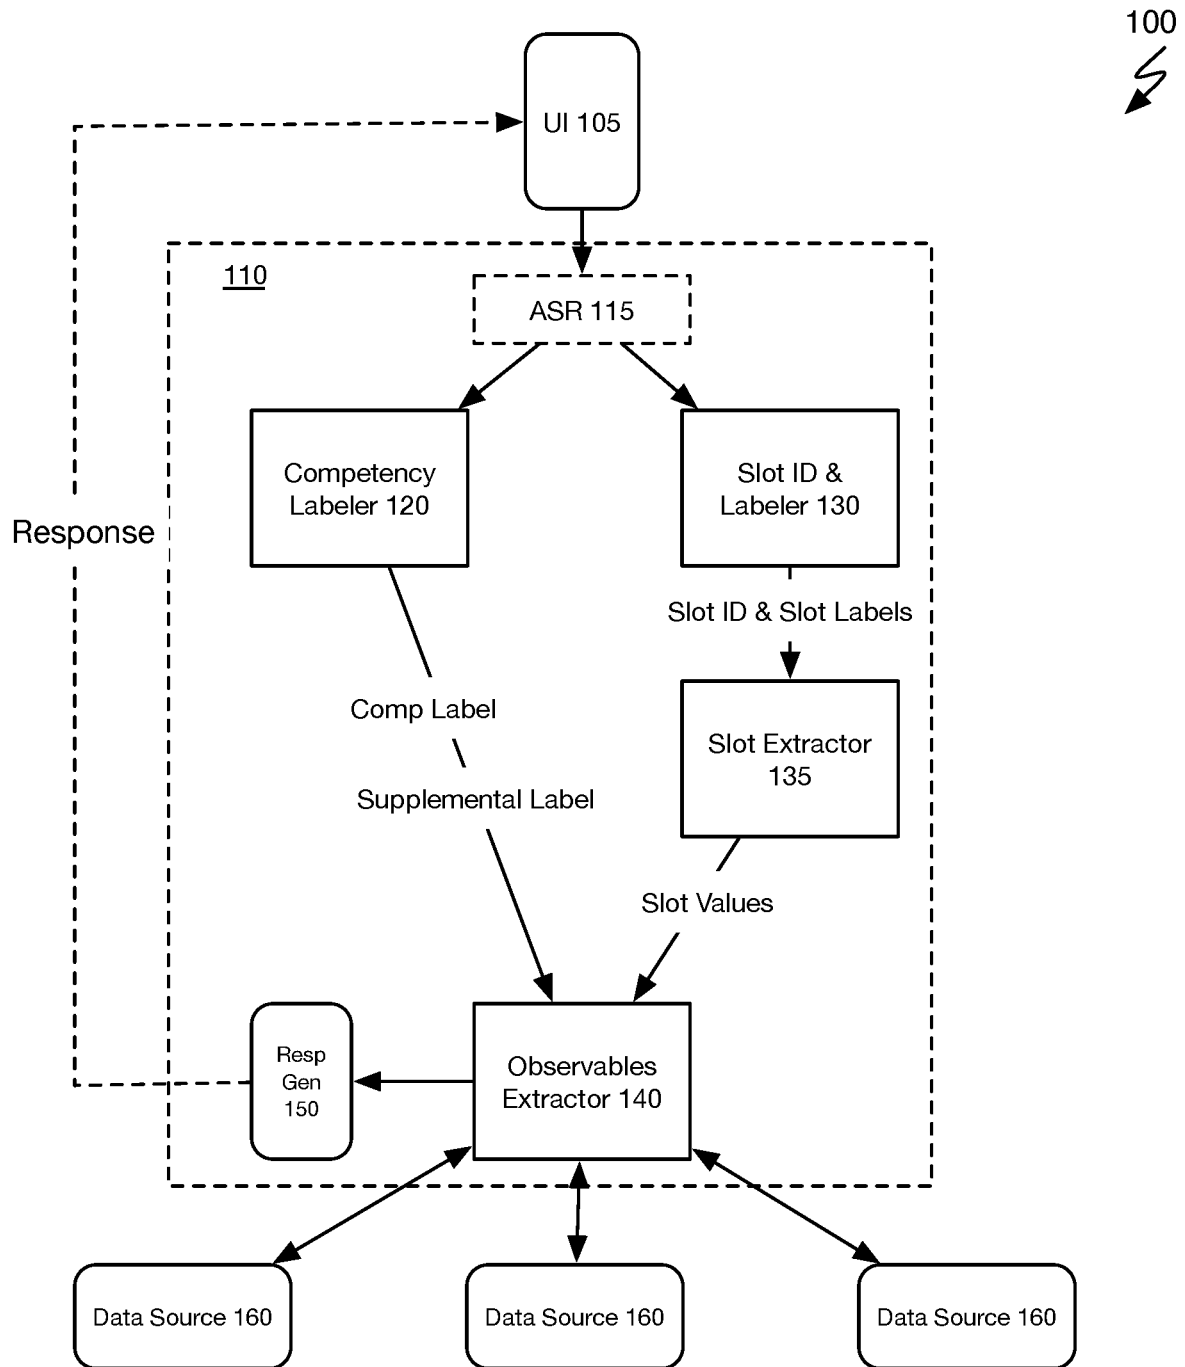 100
UI 105
110
ASR 115
Competency
Labeler 120
Slot ID &
Labeler 130
Response
Slot ID & Slot Labels
Comp Label
Slot Extractor
135
Supplemental Label
Slot Values
Resp
Gen
150
Observables
Extractor 140
Data Source 160
Data Source 160
Data Source 160